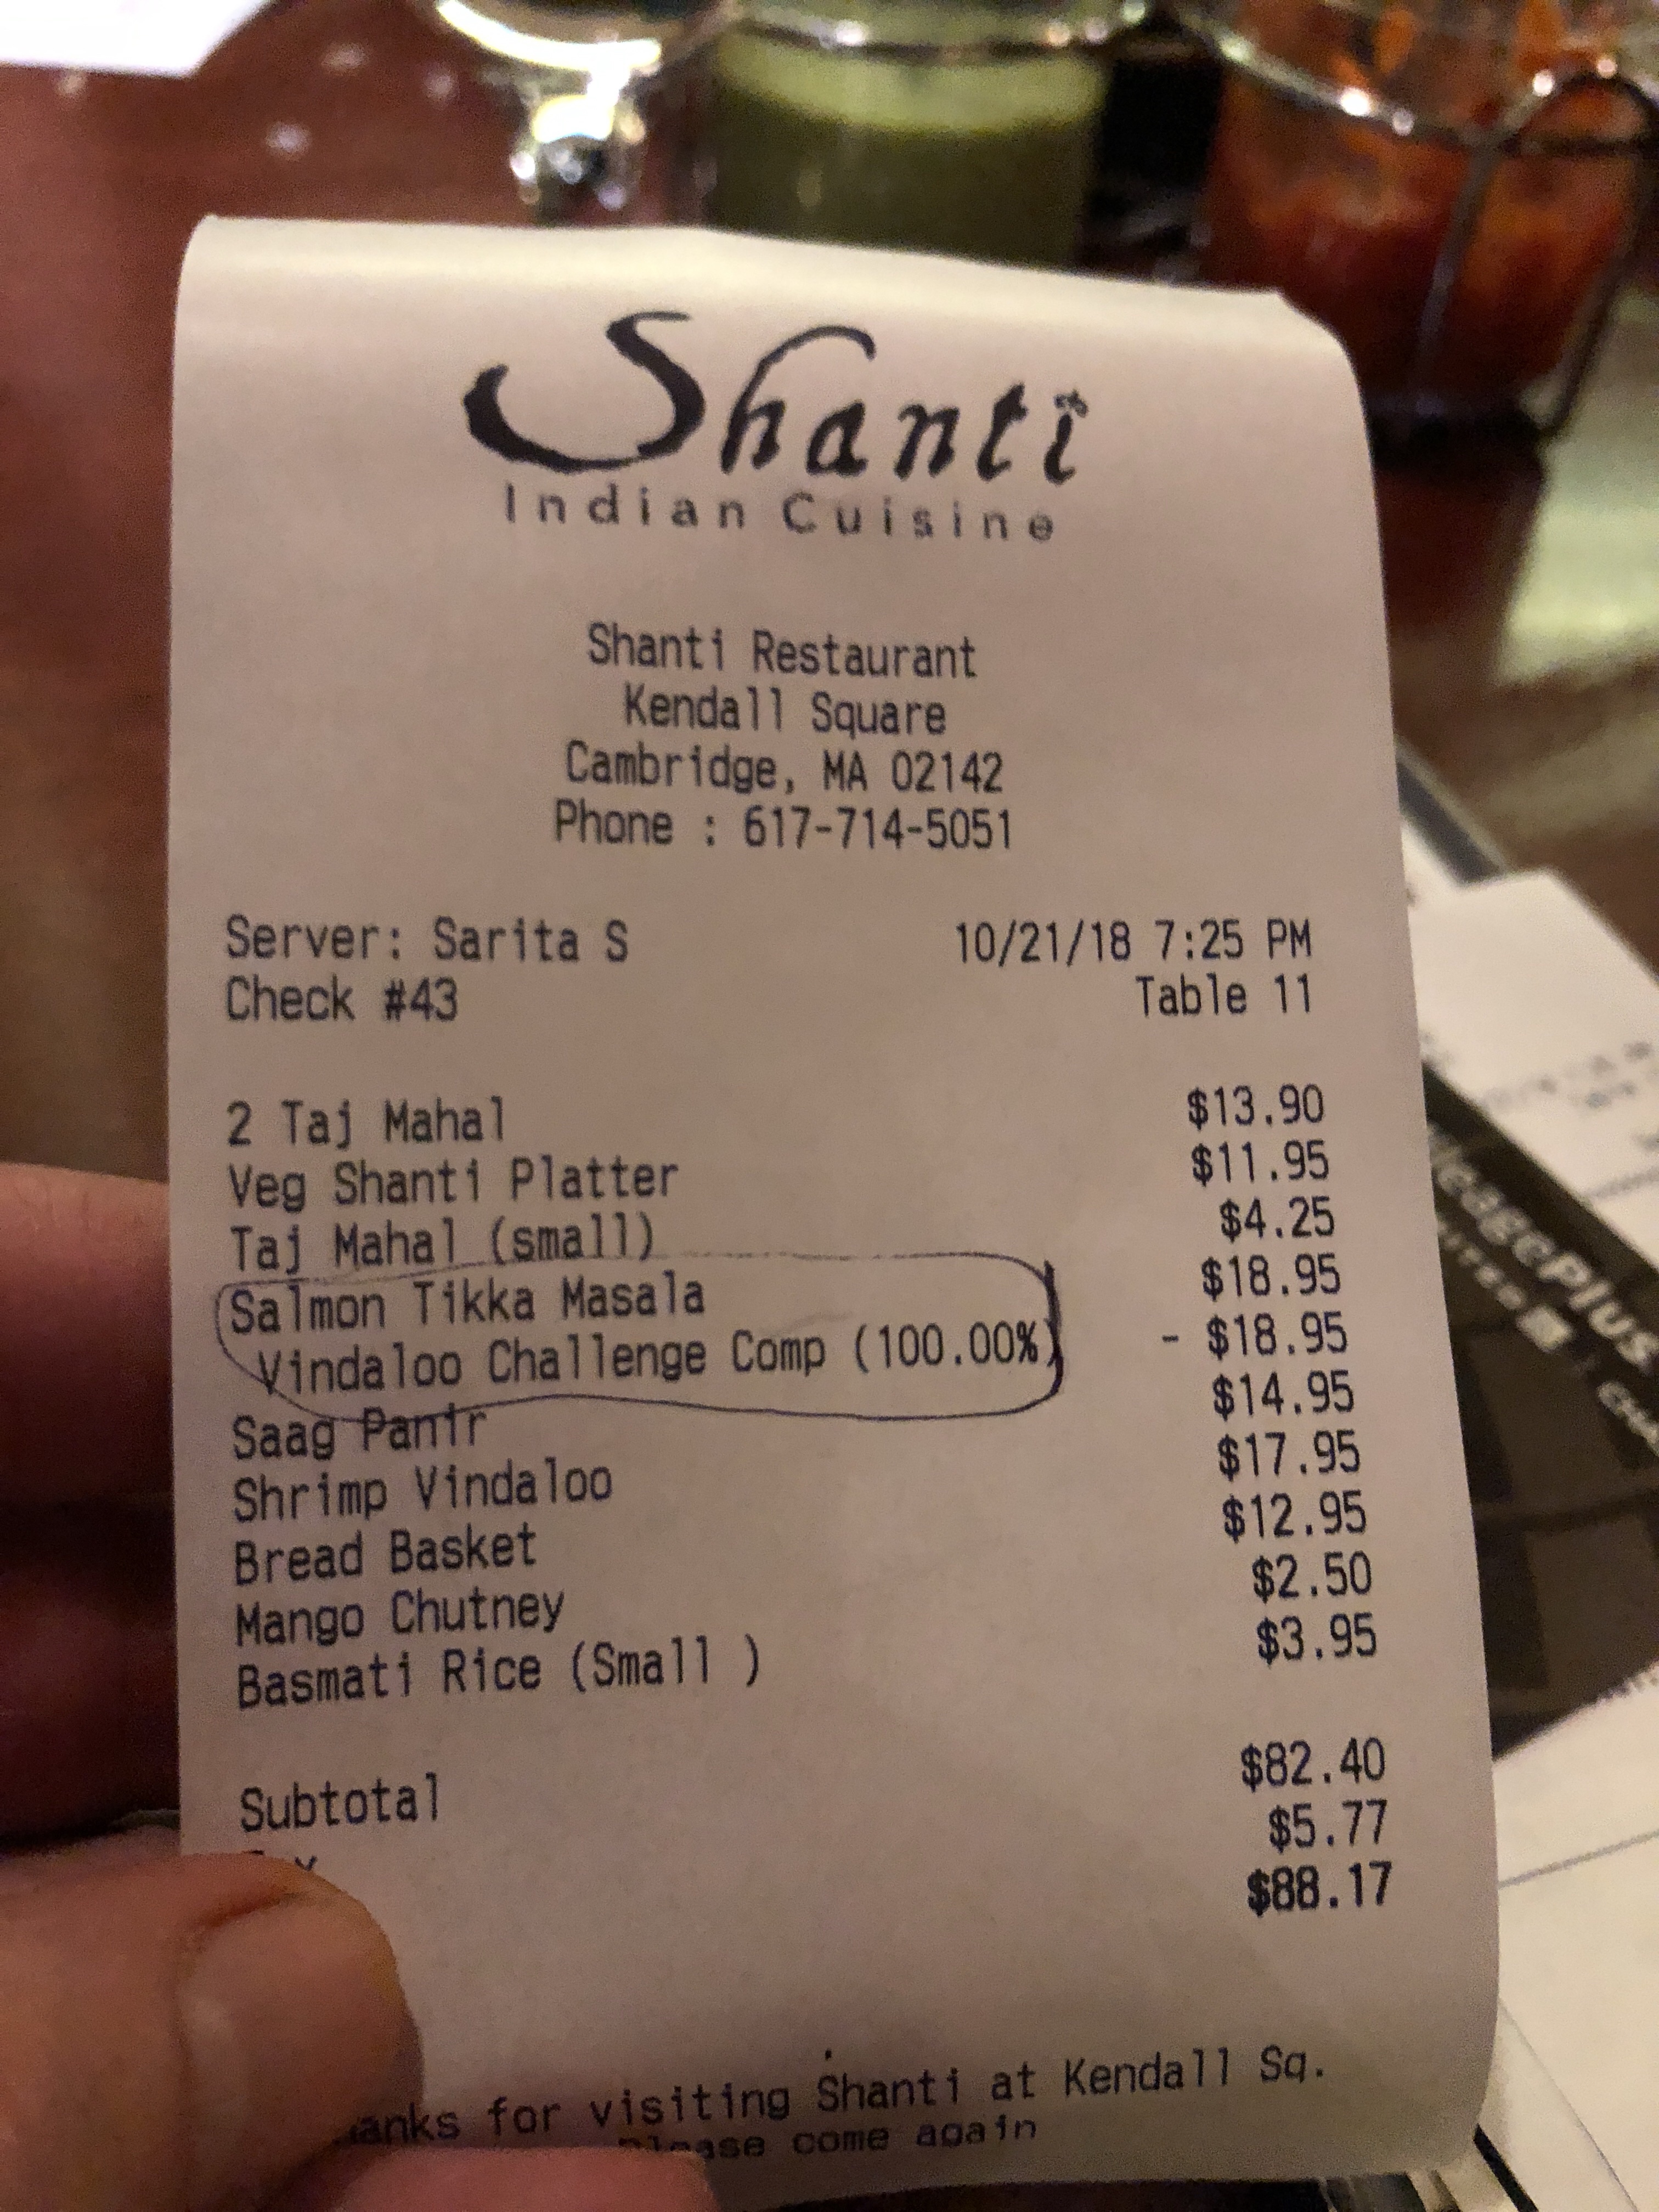 Shanti
Indian Cuisine
Shanti Restaurant
Kendall Square
Cambridge, MA 02142
Phone : 617-714-5051
Server: Sarita S 10/21/18 7:25 PM
Check #43 Table 11
2 Taj Mahal $13.90
Veg Shanti Platter $11.95
Taj Mahal (small) $4.25
Salmon Tikka Masala $18.95
Vindaloo Challenge Comp (100.00%) - $18.95
Saag Panir $14.95
Shrimp Vindaloo $17.95
Bread Basket $12.95
Mango Chutney $2.50
Basmati Rice (Small ) $3.95
Subtotal $82.40
$5.77
$88.17
for visiting Shanti at Kendall Sq.
Please come again